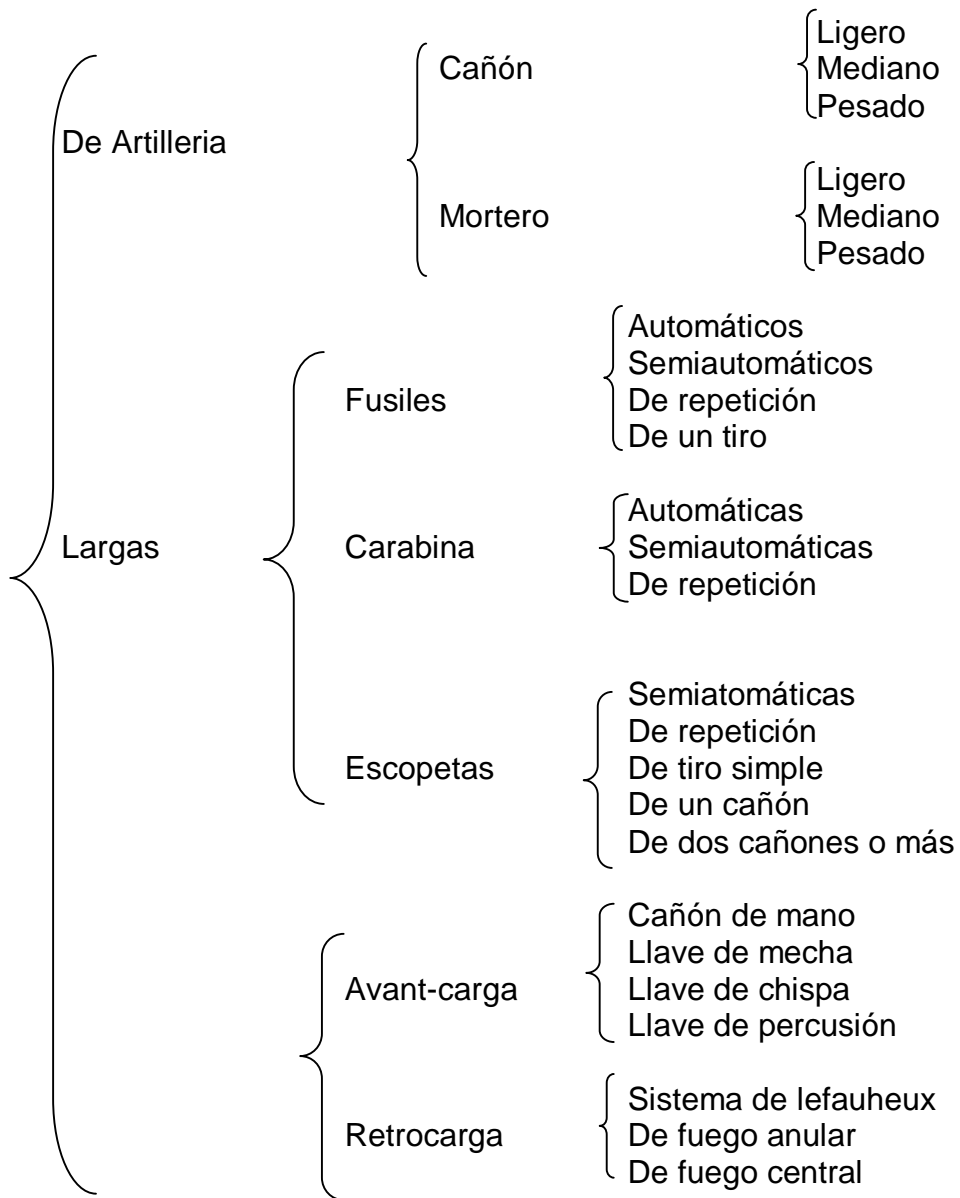 De Artilleria
Cañón
Ligero
Mediano
Pesado
Mortero
Ligero
Mediano
Pesado
Largas
Fusiles
Automáticos
Semiautomáticos
De repetición
De un tiro
Carabina
Automáticas
Semiautomáticas
De repetición
Escopetas
Semiatomáticas
De repetición
De tiro simple
De un cañón
De dos cañones o más
Avant-carga
Cañón de mano
Llave de mecha
Llave de chispa
Llave de percusión
Retrocarga
Sistema de lefauheux
De fuego anular
De fuego central